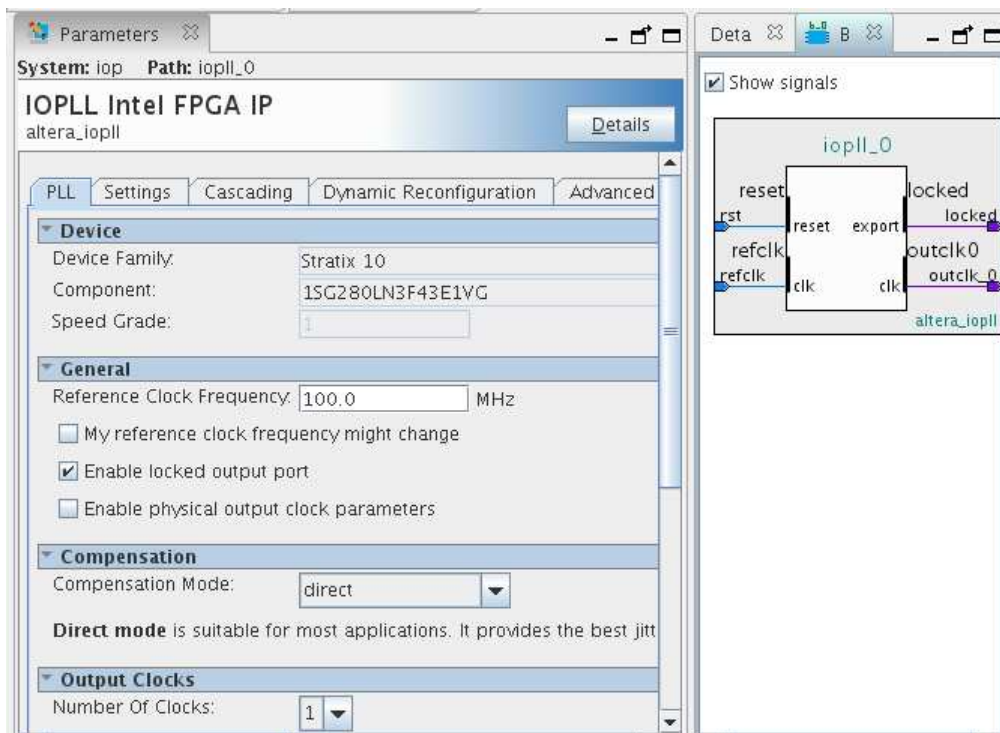 Parameters
System: iop Path: iopll_0
IOPLL Intel FPGA IP
altera_iopll
Details
PLL Settings Cascading Dynamic Reconfiguration Advanced
Device
Device Family: Stratix 10
Component: 1SG280LN3F43E1VG
Speed Grade: 1
General
Reference Clock Frequency: 100.0 MHz
My reference clock frequency might change
Enable locked output port
Enable physical output clock parameters
Compensation
Compensation Mode: direct
Direct mode is suitable for most applications. It provides the best jitt
Output Clocks
Number Of Clocks: 1
Deta B
Show signals
iopll_0
reset locked
rst locked
reset export
refclk outclk0
refclk outclk_0
clk clk
altera_iopll